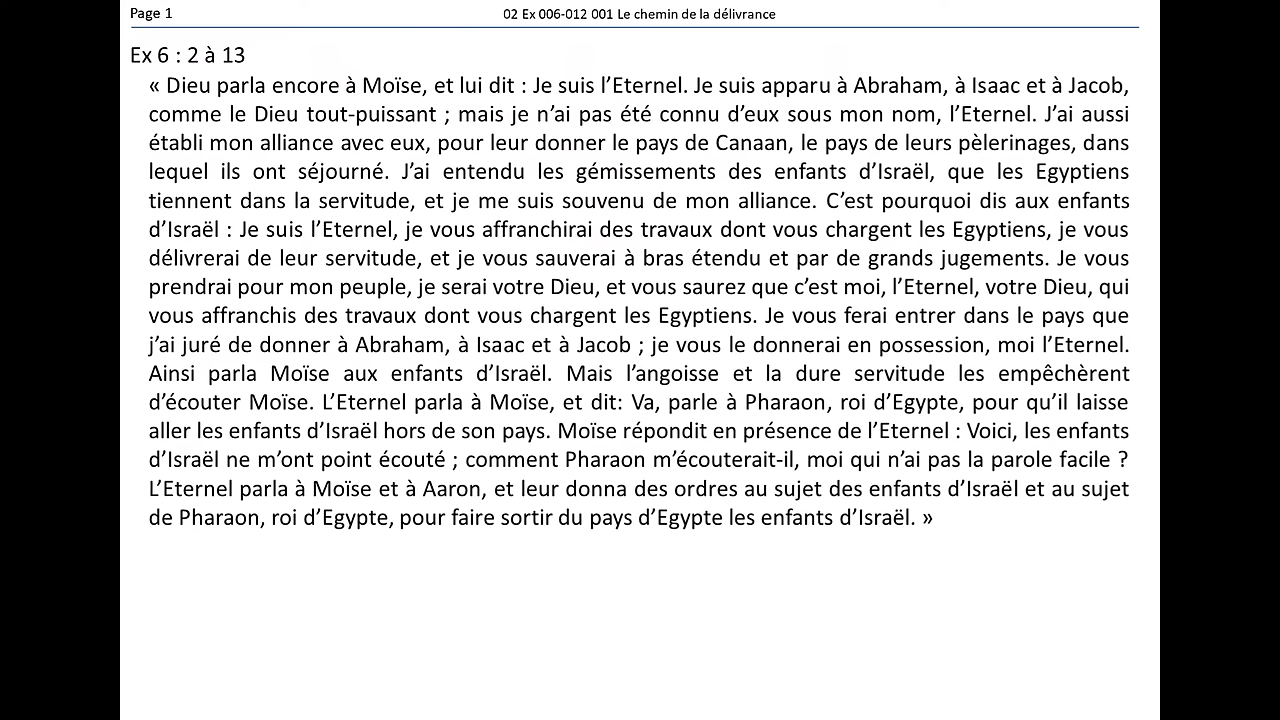 Page 1
02 Ex 006-012 001 Le chemin de la délivrance
Ex 6 : 2 à 13
« Dieu parla encore à Moïse, et lui dit : Je suis l’Eternel. Je suis apparu à Abraham, à Isaac et à Jacob,
comme le Dieu tout-puissant ; mais je n’ai pas été connu d’eux sous mon nom, l’Eternel. J’ai aussi
établi mon alliance avec eux, pour leur donner le pays de Canaan, le pays de leurs pèlerinages, dans
lequel ils ont séjourné. J’ai entendu les gémissements des enfants d’Israël, que les Egyptiens
tiennent dans la servitude, et je me suis souvenu de mon alliance. C’est pourquoi dis aux enfants
d’Israël : Je suis l’Eternel, je vous affranchirai des travaux dont vous chargent les Egyptiens, je vous
délivrerai de leur servitude, et je vous sauverai à bras étendu et par de grands jugements. Je vous
prendrai pour mon peuple, je serai votre Dieu, et vous saurez que c’est moi, l’Eternel, votre Dieu, qui
vous affranchis des travaux dont vous chargent les Egyptiens. Je vous ferai entrer dans le pays que
j’ai juré de donner à Abraham, à Isaac et à Jacob ; je vous le donnerai en possession, moi l’Eternel.
Ainsi parla Moïse aux enfants d’Israël. Mais l’angoisse et la dure servitude les empêchèrent
d’écouter Moïse. L’Eternel parla à Moïse, et dit: Va, parle à Pharaon, roi d’Egypte, pour qu’il laisse
aller les enfants d’Israël hors de son pays. Moïse répondit en présence de l’Eternel : Voici, les enfants
d’Israël ne m’ont point écouté ; comment Pharaon m’écouterait-il, moi qui n’ai pas la parole facile ?
L’Eternel parla à Moïse et à Aaron, et leur donna des ordres au sujet des enfants d’Israël et au sujet
de Pharaon, roi d’Egypte, pour faire sortir du pays d’Egypte les enfants d’Israël. »